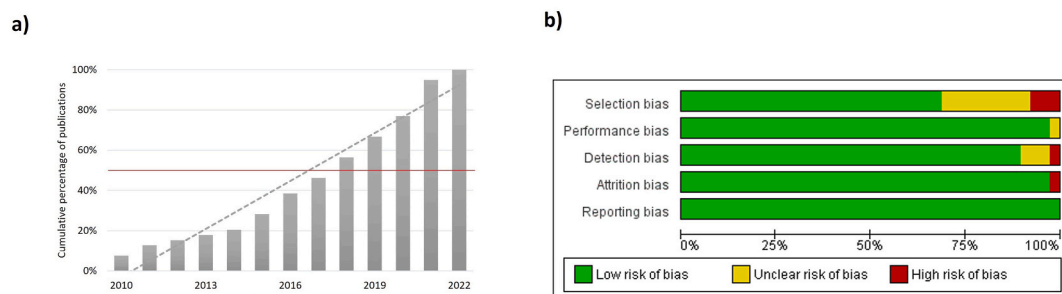 a)
Cumulative percentage of publications
100%
80%
60%
40%
20%
0%
2010 2013 2016 2019 2022
b)
Selection bias
Performance bias
Detection bias
Attrition bias
Reporting bias
0% 25% 50% 75% 100%
Low risk of bias Unclear risk of bias High risk of bias